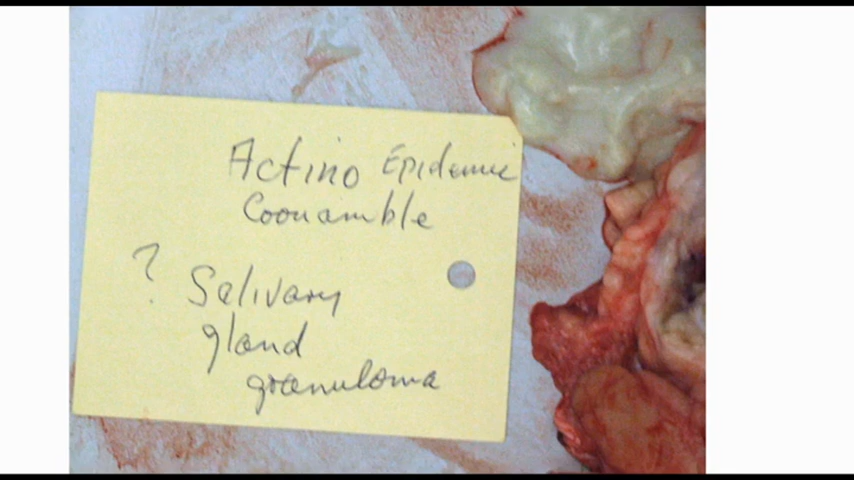 Actino Epidemic
Coonamble
? Salivary
gland
granuloma